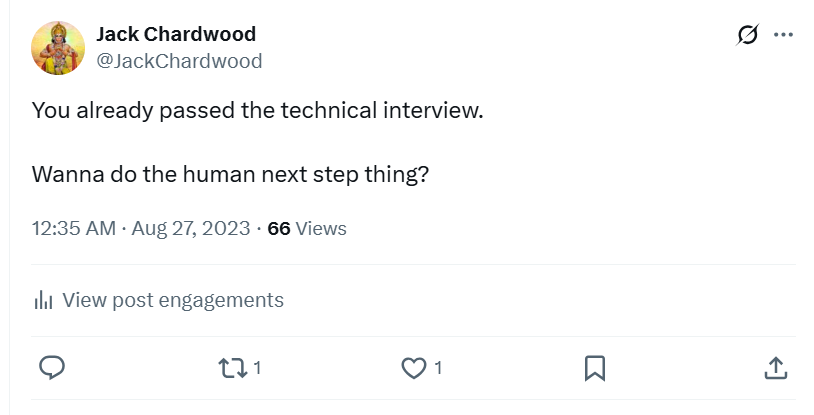 Jack Chardwood
@JackChardwood
You already passed the technical interview.
Wanna do the human next step thing?
12:35 AM · Aug 27, 2023 · 66 Views
View post engagements
1 1